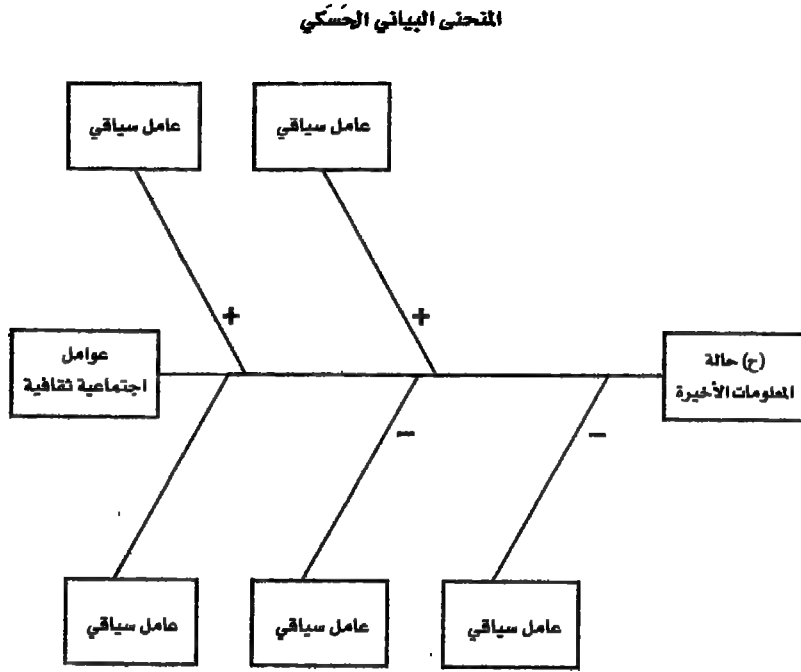 المنحنى البياني الحَسَكي
عامل سياقي
عامل سياقي
+
+
عوامل
اجتماعية ثقافية
(ح) حالة
المعلومات الأخيرة
−
−
عامل سياقي
عامل سياقي
عامل سياقي